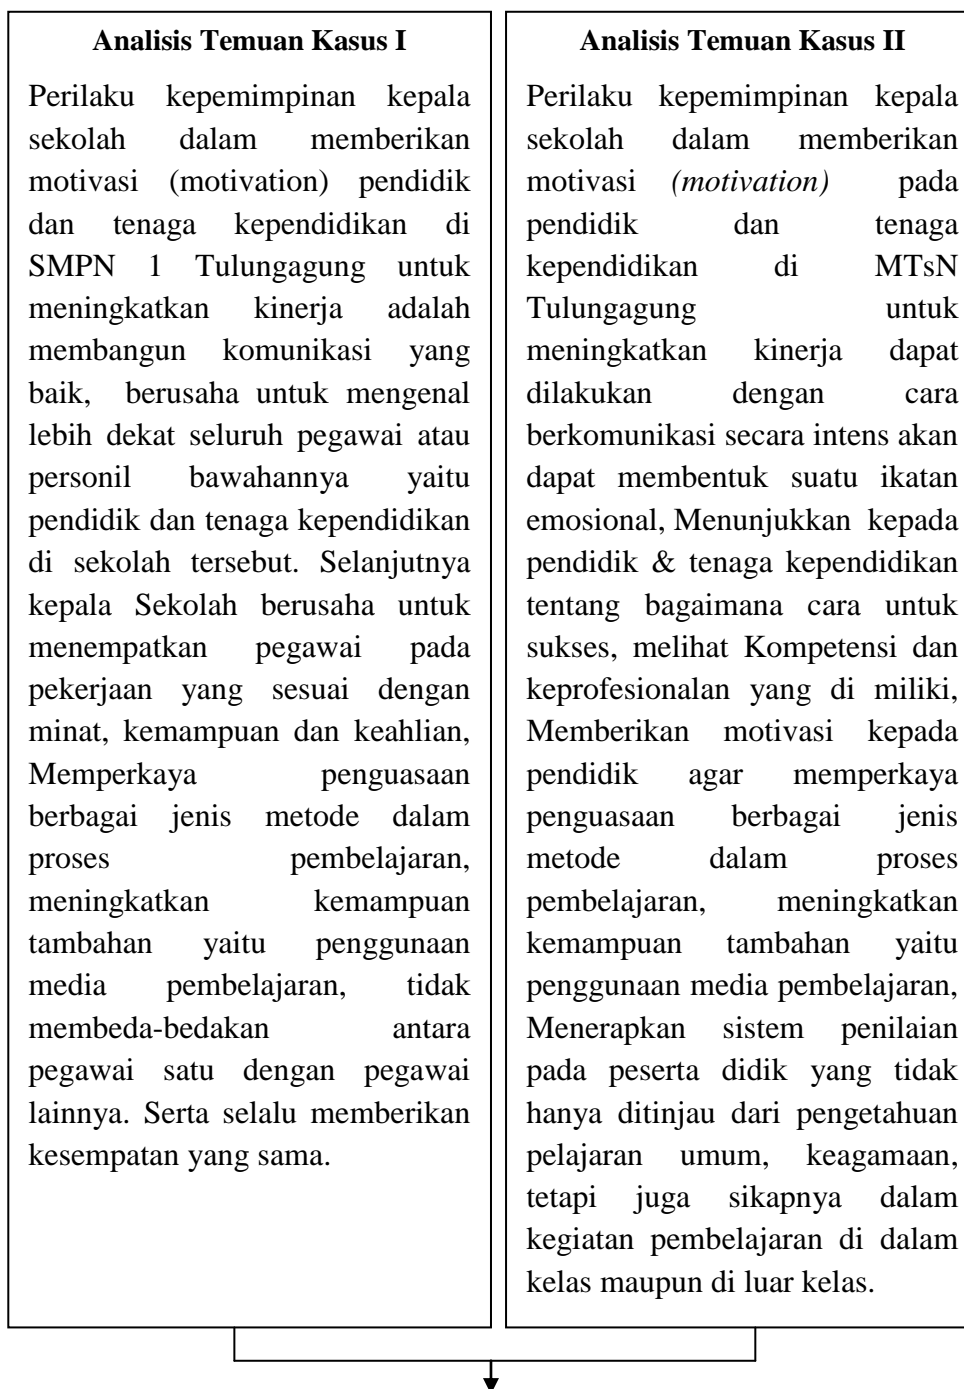 Analisis Temuan Kasus I
Perilaku kepemimpinan kepala
sekolah dalam memberikan
motivasi (motivation) pendidik
dan tenaga kependidikan di
SMPN 1 Tulungagung untuk
meningkatkan kinerja adalah
membangun komunikasi yang
baik, berusaha untuk mengenal
lebih dekat seluruh pegawai atau
personil bawahannya yaitu
pendidik dan tenaga kependidikan
di sekolah tersebut. Selanjutnya
kepala Sekolah berusaha untuk
menempatkan pegawai pada
pekerjaan yang sesuai dengan
minat, kemampuan dan keahlian,
Memperkaya penguasaan
berbagai jenis metode dalam
proses pembelajaran,
meningkatkan kemampuan
tambahan yaitu penggunaan
media pembelajaran, tidak
membeda-bedakan antara
pegawai satu dengan pegawai
lainnya. Serta selalu memberikan
kesempatan yang sama.
Analisis Temuan Kasus II
Perilaku kepemimpinan kepala
sekolah dalam memberikan
motivasi (motivation) pada
pendidik dan tenaga
kependidikan di MTsN
Tulungagung untuk
meningkatkan kinerja dapat
dilakukan dengan cara
berkomunikasi secara intens akan
dapat membentuk suatu ikatan
emosional, Menunjukkan kepada
pendidik & tenaga kependidikan
tentang bagaimana cara untuk
sukses, melihat Kompetensi dan
keprofesionalan yang di miliki,
Memberikan motivasi kepada
pendidik agar memperkaya
penguasaan berbagai jenis
metode dalam proses
pembelajaran, meningkatkan
kemampuan tambahan yaitu
penggunaan media pembelajaran,
Menerapkan sistem penilaian
pada peserta didik yang tidak
hanya ditinjau dari pengetahuan
pelajaran umum, keagamaan,
tetapi juga sikapnya dalam
kegiatan pembelajaran di dalam
kelas maupun di luar kelas.